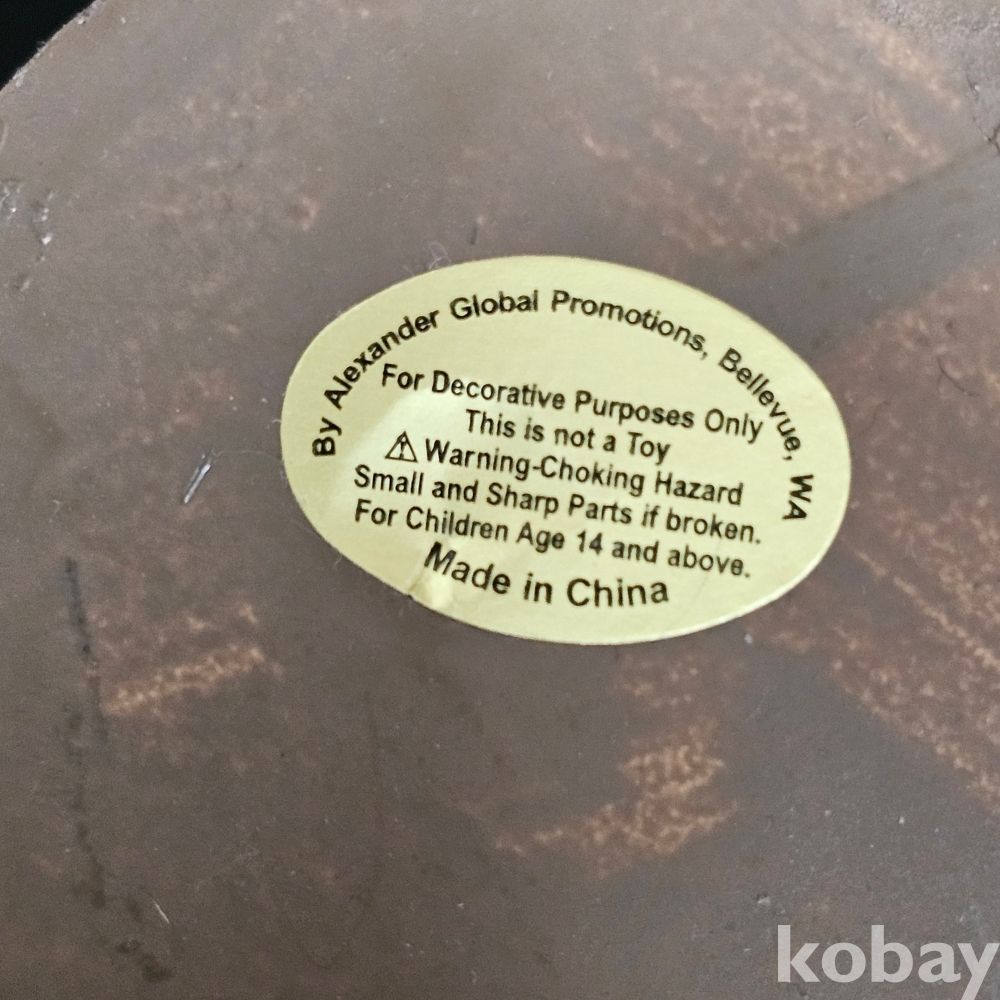 By Alexander Global Promotions, Bellevue, WA
For Decorative Purposes Only
This is not a Toy
⚠ Warning-Choking Hazard
Small and Sharp Parts if broken.
For Children Age 14 and above.
Made in China
kobay